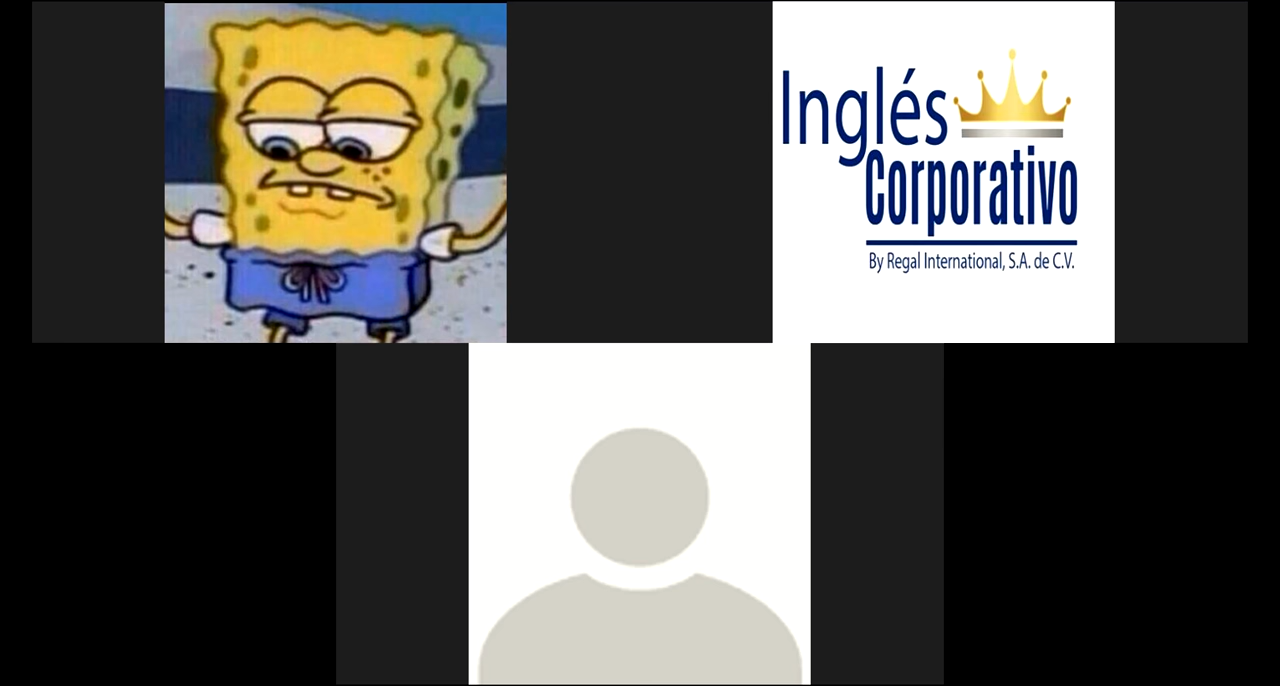 Inglés
Corporativo
By Regal International, S.A. de C.V.